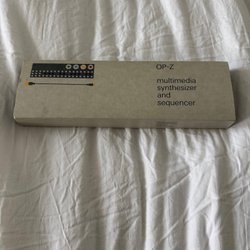 OP–Z
multimedia
synthesizer
and
sequencer